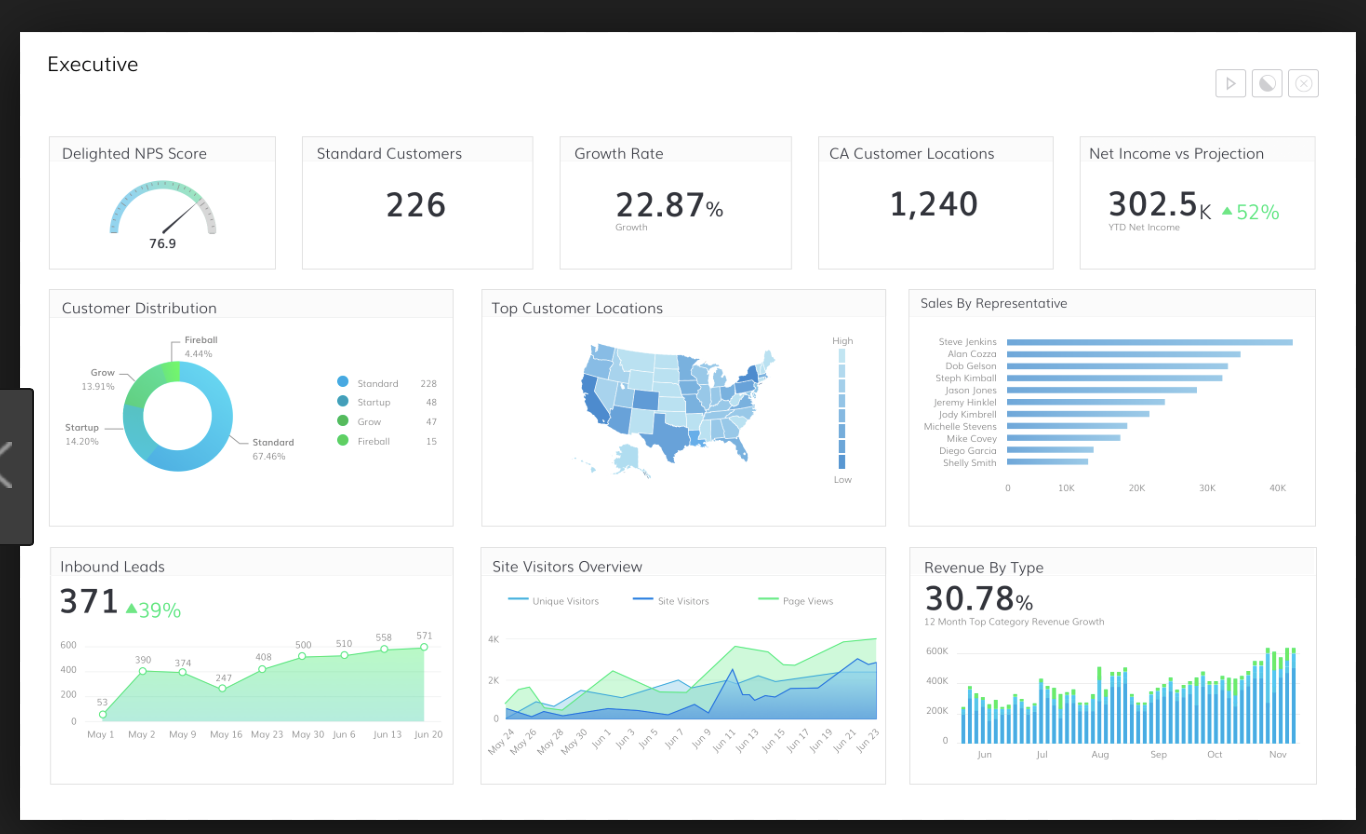 Executive
Delighted NPS Score
76.9
Standard Customers
226
Growth Rate
22.87%
Growth
CA Customer Locations
1,240
Net Income vs Projection
302.5K 52%
YTD Net Income
Customer Distribution
Fireball
4.44%
Grow
13.91%
Startup
14.20%
Standard
67.46%
Standard 228
Startup 48
Grow 47
Fireball 15
Top Customer Locations
High
Low
Sales By Representative
Steve Jenkins
Alan Cozza
Dob Gelson
Steph Kimball
Jason Jones
Jeremy Hinklel
Jody Kimbrell
Michelle Stevens
Mike Covey
Diego Garcia
Shelly Smith
0 10K 20K 30K 40K
Inbound Leads
371 39%
600
400
200
0
53 390 374 247 408 500 510 558 571
May 1 May 2 May 9 May 16 May 23 May 30 Jun 6 Jun 13 Jun 20
Site Visitors Overview
Unique Visitors Site Visitors Page Views
4K
2K
0
May 24 May 26 May 28 May 30 Jun 1 Jun 3 Jun 5 Jun 7 Jun 9 Jun 11 Jun 13 Jun 15 Jun 17 Jun 19 Jun 21 Jun 23
Revenue By Type
30.78%
12 Month Top Category Revenue Growth
600K
400K
200K
0
Jun Jul Aug Sep Oct Nov